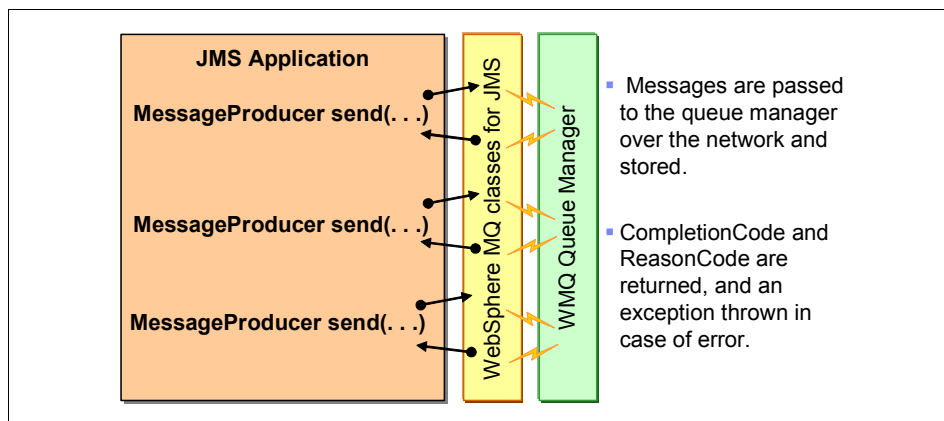 JMS Application
MessageProducer send(. . .)
MessageProducer send(. . .)
MessageProducer send(. . .)
WebSphere MQ classes for JMS
WMQ Queue Manager
▪ Messages are passed
to the queue manager
over the network and
stored.
▪ CompletionCode and
ReasonCode are
returned, and an
exception thrown in
case of error.